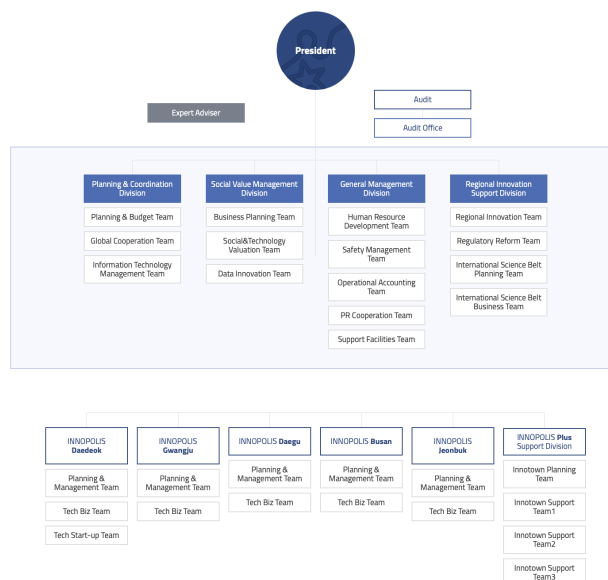 President
Expert Adviser
Audit
Audit Office
Planning & Coordination
Division
Planning & Budget Team
Global Cooperation Team
Information Technology
Management Team
Social Value Management
Division
Business Planning Team
Social&Technology
Valuation Team
Data Innovation Team
General Management
Division
Human Resource
Development Team
Safety Management
Team
Operational Accounting
Team
PR Cooperation Team
Support Facilities Team
Regional Innovation
Support Division
Regional Innovation Team
Regulatory Reform Team
International Science Belt
Planning Team
International Science Belt
Business Team
INNOPOLIS
Daedeok
Planning &
Management Team
Tech Biz Team
Tech Start-up Team
INNOPOLIS
Gwangju
Planning &
Management Team
Tech Biz Team
INNOPOLIS Daegu
Planning &
Management Team
Tech Biz Team
INNOPOLIS Busan
Planning &
Management Team
Tech Biz Team
INNOPOLIS
Jeonbuk
Planning &
Management Team
Tech Biz Team
INNOPOLIS Plus
Support Division
Innotown Planning
Team
Innotown Support
Team1
Innotown Support
Team2
Innotown Support
Team3